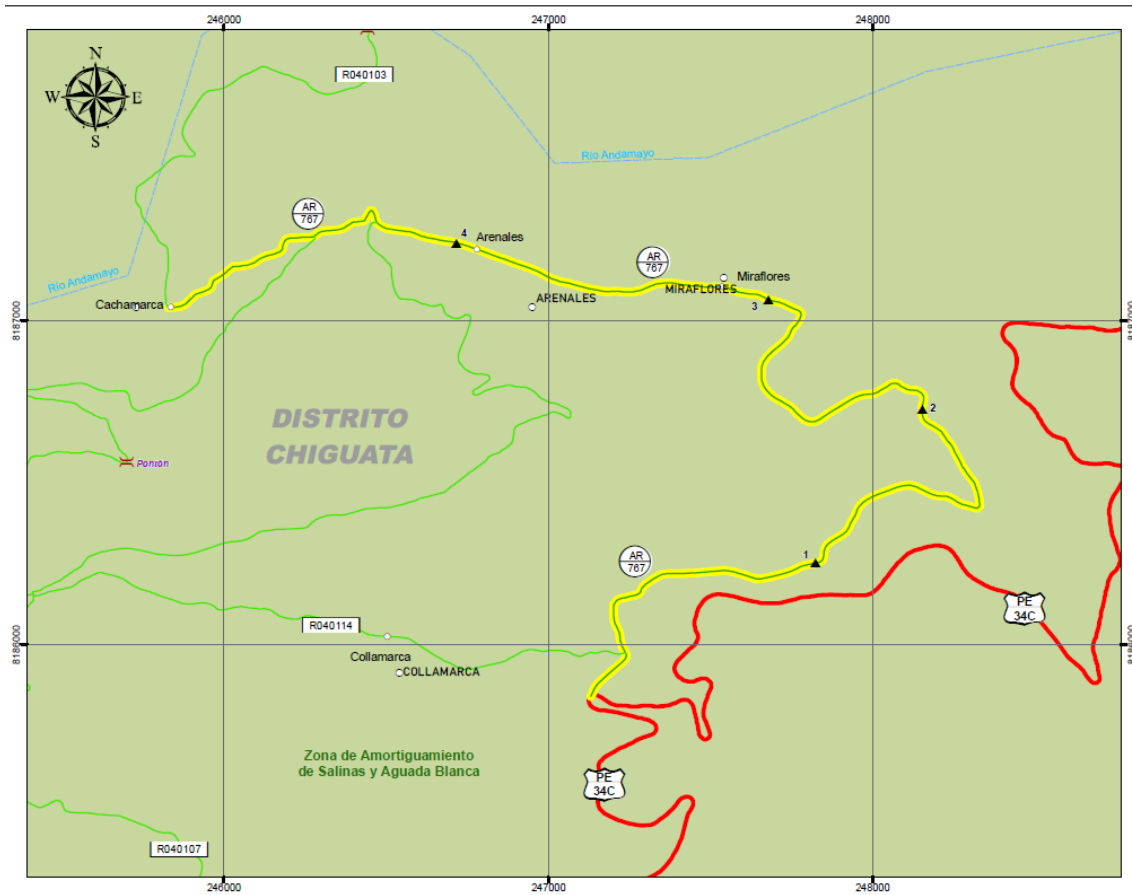 246000 247000 248000
N
W E
S
R040103
Río Andamayo
AR
767
4
Arenales
AR
767
Río Andamayo
Miraflores
MIRAFLORES
Cachamarca
ARENALES
3
8187000
8187000
DISTRITO
CHIGUATA
2
Ponton
1
AR
767
PE
34C
R040114
8186000
8186000
Collamarca
COLLAMARCA
Zona de Amortiguamiento
de Salinas y Aguada Blanca
PE
34C
R040107
246000 247000 248000